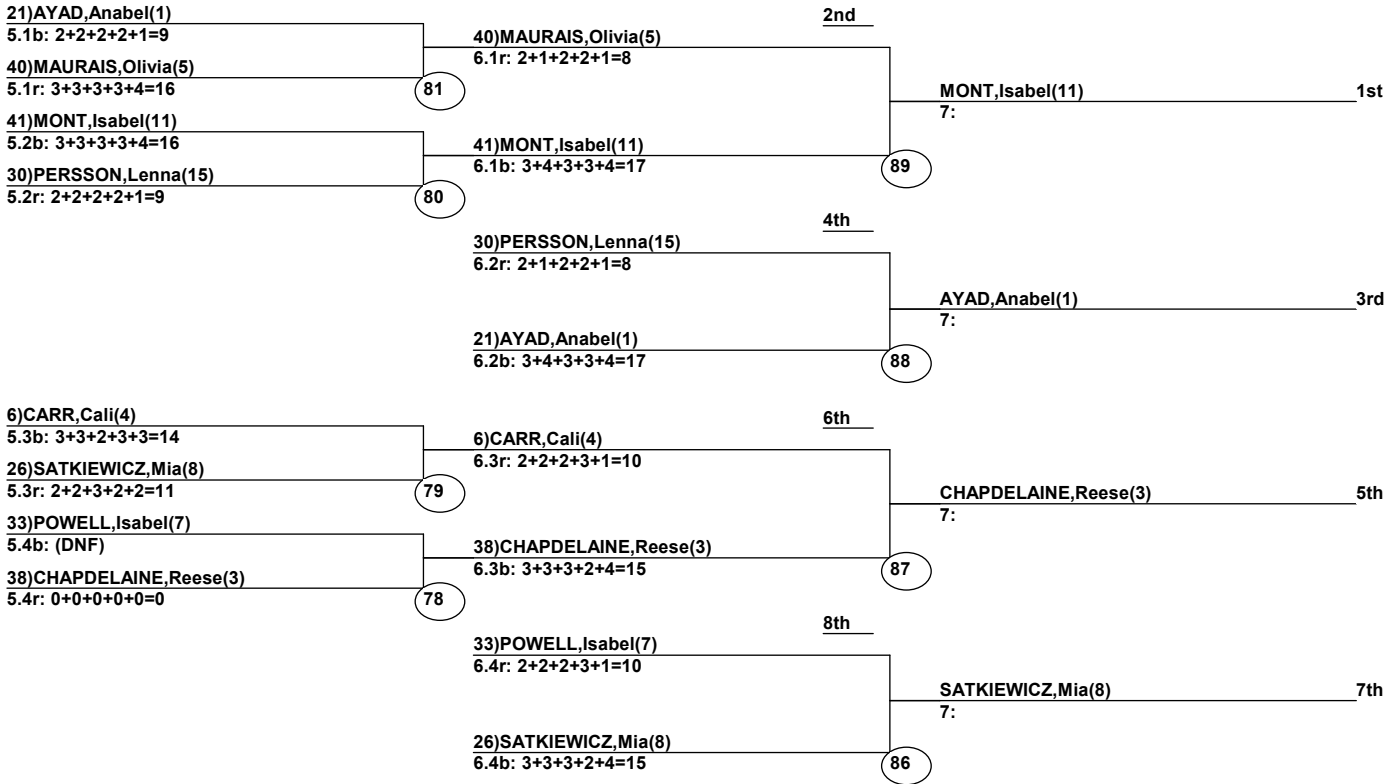 21)AYAD,Anabel(1)
5.1b: 2+2+2+2+1=9
40)MAURAIS,Olivia(5)
5.1r: 3+3+3+3+4=16
81
41)MONT,Isabel(11)
5.2b: 3+3+3+3+4=16
30)PERSSON,Lenna(15)
5.2r: 2+2+2+2+1=9
80
2nd
40)MAURAIS,Olivia(5)
6.1r: 2+1+2+2+1=8
41)MONT,Isabel(11)
6.1b: 3+4+3+3+4=17
89
MONT,Isabel(11)
7:
1st
4th
30)PERSSON,Lenna(15)
6.2r: 2+1+2+2+1=8
21)AYAD,Anabel(1)
6.2b: 3+4+3+3+4=17
88
AYAD,Anabel(1)
7:
3rd
6)CARR,Cali(4)
5.3b: 3+3+2+3+3=14
26)SATKIEWICZ,Mia(8)
5.3r: 2+2+3+2+2=11
79
33)POWELL,Isabel(7)
5.4b: (DNF)
38)CHAPDELAINE,Reese(3)
5.4r: 0+0+0+0+0=0
78
6th
6)CARR,Cali(4)
6.3r: 2+2+2+3+1=10
38)CHAPDELAINE,Reese(3)
6.3b: 3+3+3+2+4=15
87
CHAPDELAINE,Reese(3)
7:
5th
8th
33)POWELL,Isabel(7)
6.4r: 2+2+2+3+1=10
26)SATKIEWICZ,Mia(8)
6.4b: 3+3+3+2+4=15
86
SATKIEWICZ,Mia(8)
7:
7th